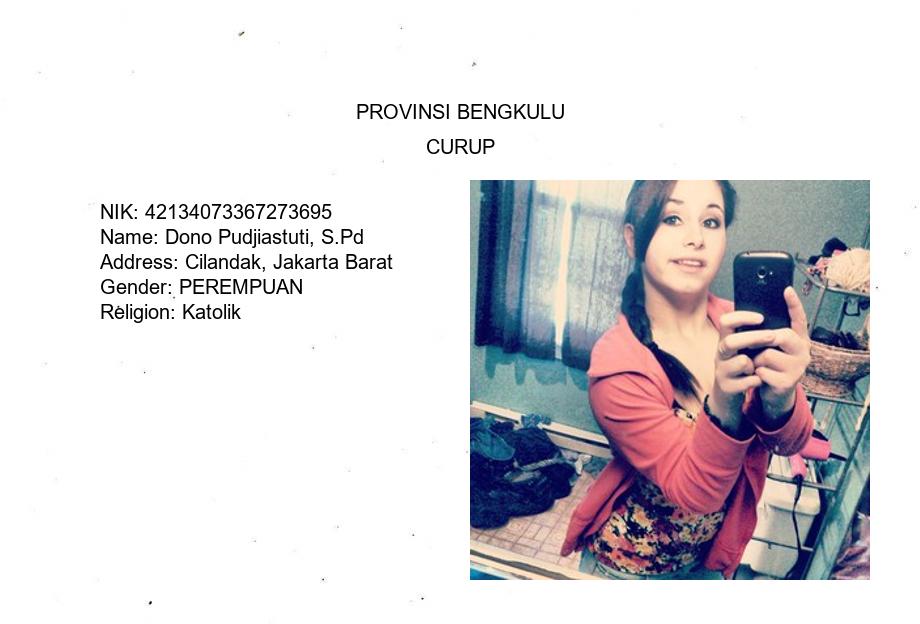 PROVINSI BENGKULU
CURUP
NIK: 42134073367273695
Name: Dono Pudjiastuti, S.Pd
Address: Cilandak, Jakarta Barat
Gender: PEREMPUAN
Religion: Katolik